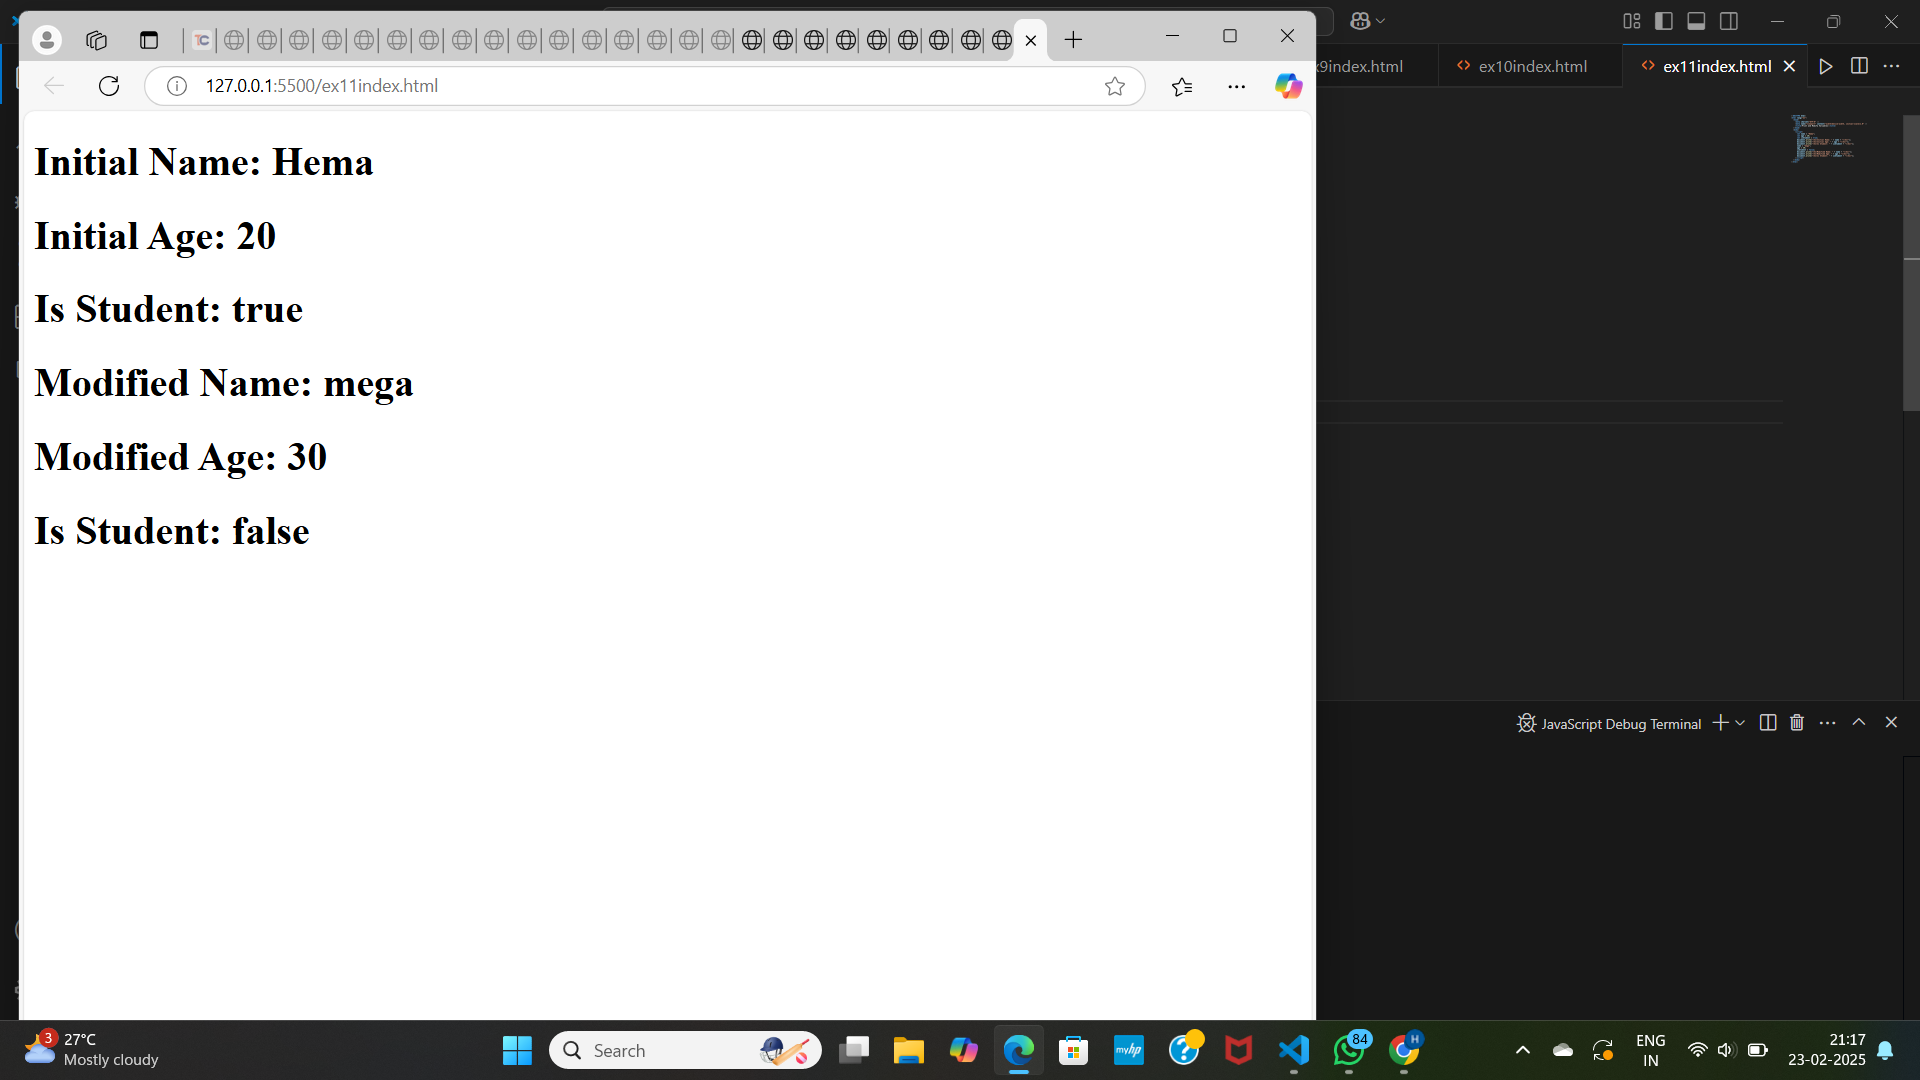 x9index.html
ex10index.html
ex11index.html
127.0.0.1:5500/ex11index.html
Initial Name: Hema
Initial Age: 20
Is Student: true
Modified Name: mega
Modified Age: 30
Is Student: false
JavaScript Debug Terminal
3
27°C
Mostly cloudy
Search
myhp
84
H
ENG
IN
21:17
23-02-2025